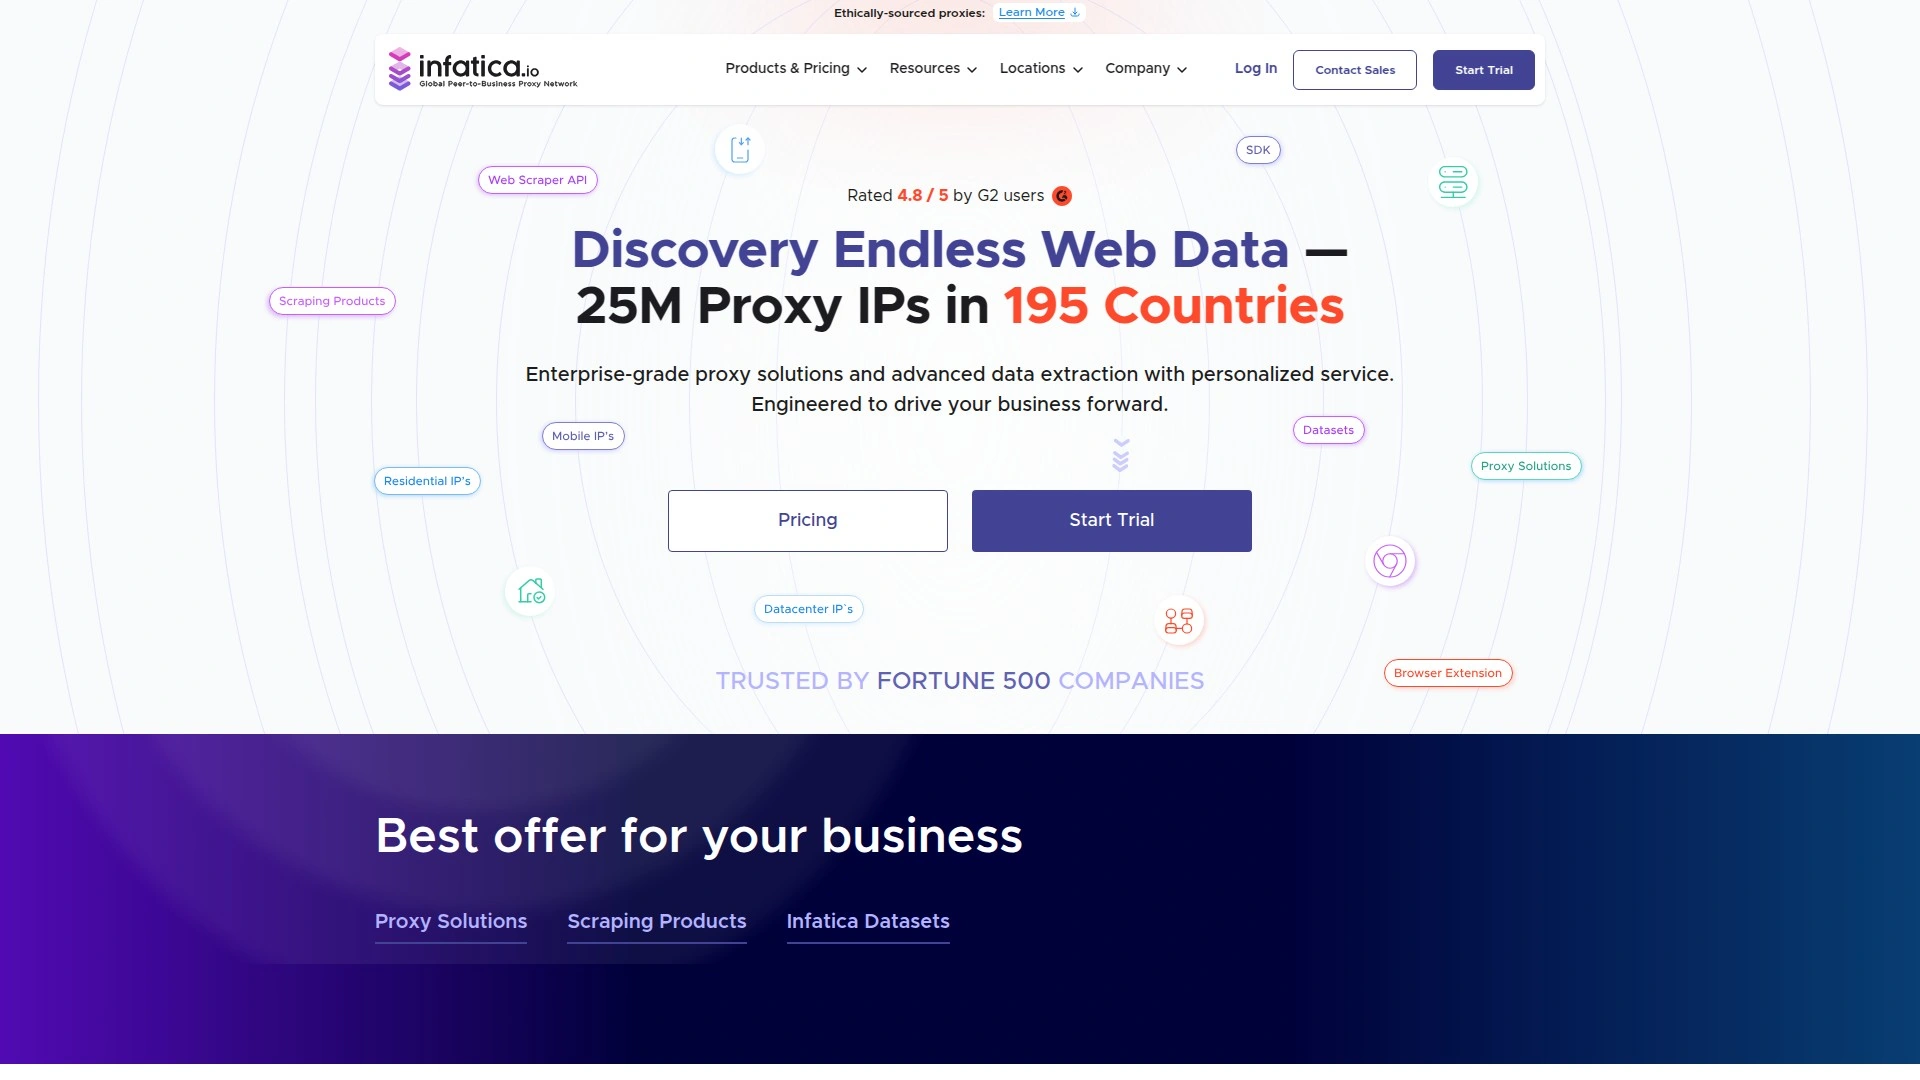 Ethically-sourced proxies: Learn More
infatica.io
Global Peer-to-Business Proxy Network
Products & Pricing
Resources
Locations
Company
Log In
Contact Sales
Start Trial
SDK
Web Scraper API
Rated 4.8 / 5 by G2 users
Discovery Endless Web Data —
25M Proxy IPs in 195 Countries
Scraping Products
Enterprise-grade proxy solutions and advanced data extraction with personalized service.
Engineered to drive your business forward.
Mobile IP's
Datasets
Proxy Solutions
Residential IP's
Pricing
Start Trial
Datacenter IP`s
Browser Extension
TRUSTED BY FORTUNE 500 COMPANIES
Best offer for your business
Proxy Solutions
Scraping Products
Infatica Datasets